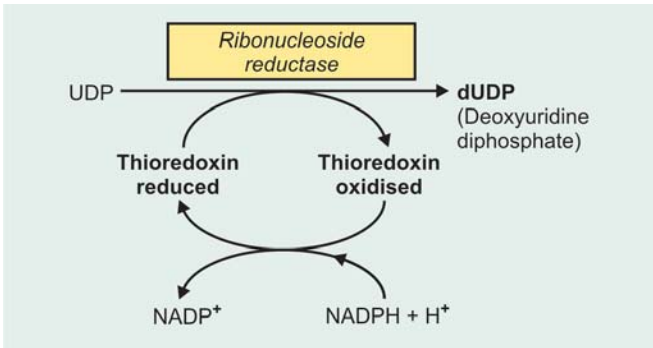 Ribonucleoside
reductase
UDP
dUDP
(Deoxyuridine
diphosphate)
Thioredoxin
reduced
Thioredoxin
oxidised
NADP⁺
NADPH + H⁺